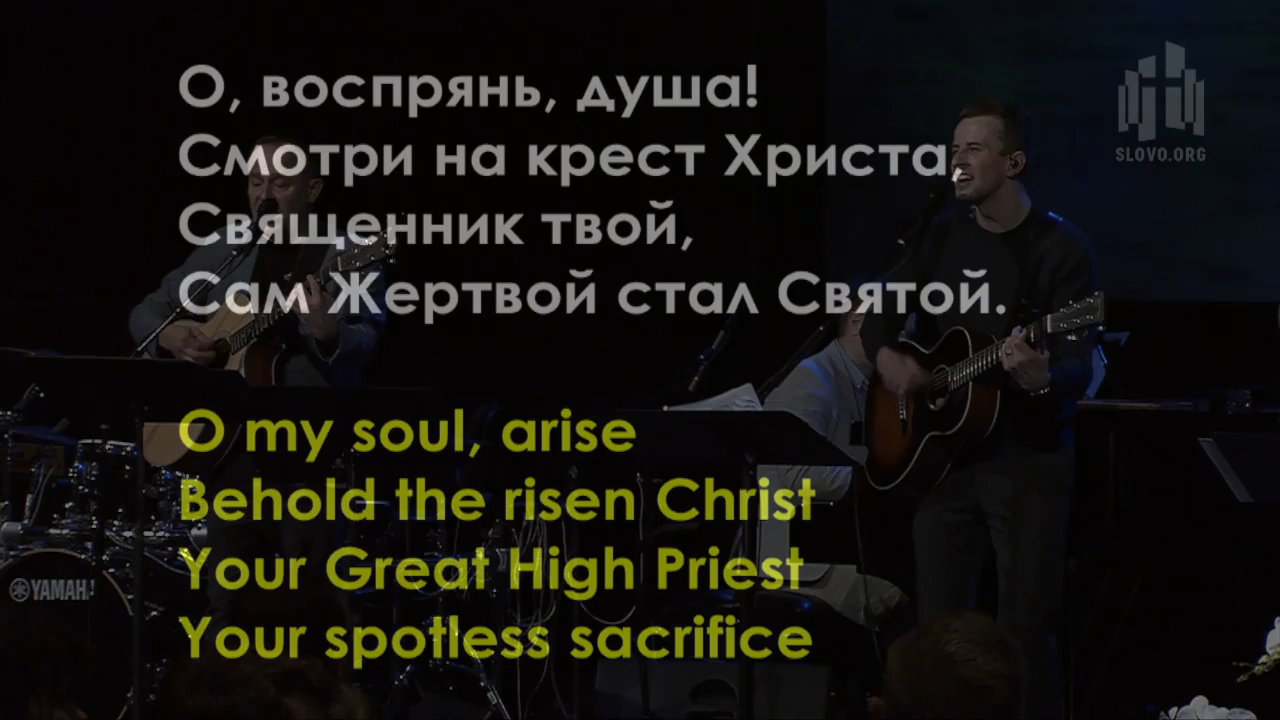 О, воспрянь, душа!
Смотри на крест Христа,
Священник твой,
Сам Жертвой стал Святой.
O my soul, arise
Behold the risen Christ
Your Great High Priest
Your spotless sacrifice
SLOVO.ORG
YAMAHA